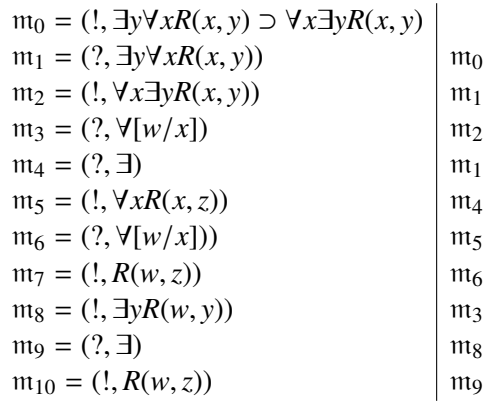 𝔪₀ = (!, ∃y∀xR(x, y) ⊃ ∀x∃yR(x, y)
𝔪₁ = (?, ∃y∀xR(x, y)) 𝔪₀
𝔪₂ = (!, ∀x∃yR(x, y)) 𝔪₁
𝔪₃ = (?, ∀[w/x]) 𝔪₂
𝔪₄ = (?, ∃) 𝔪₁
𝔪₅ = (!, ∀xR(x, z)) 𝔪₄
𝔪₆ = (?, ∀[w/x])) 𝔪₅
𝔪₇ = (!, R(w, z)) 𝔪₆
𝔪₈ = (!, ∃yR(w, y)) 𝔪₃
𝔪₉ = (?, ∃) 𝔪₈
𝔪₁₀ = (!, R(w, z)) 𝔪₉